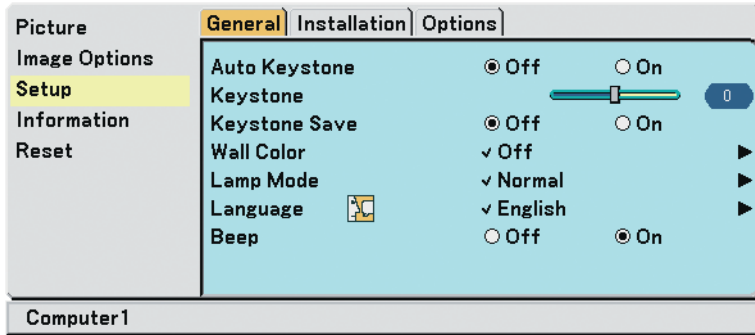 Picture
Image Options
Setup
Information
Reset
General Installation Options
Auto Keystone Off On
Keystone 0
Keystone Save Off On
Wall Color Off
Lamp Mode Normal
Language English
Beep Off On
Computer1